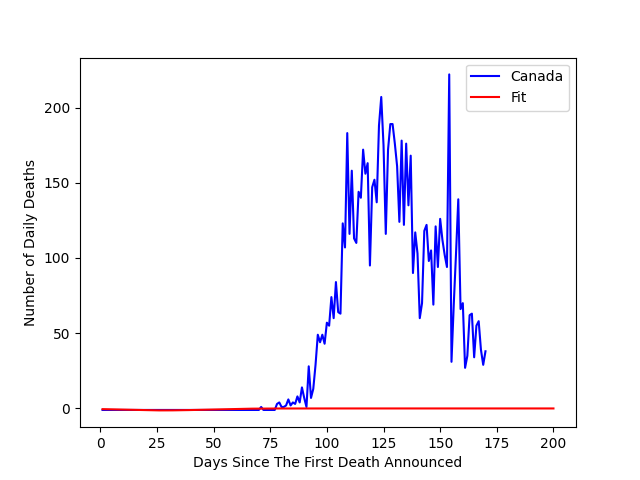 Canada
Fit
200
150
100
50
0
Number of Daily Deaths
0 25 50 75 100 125 150 175 200
Days Since The First Death Announced